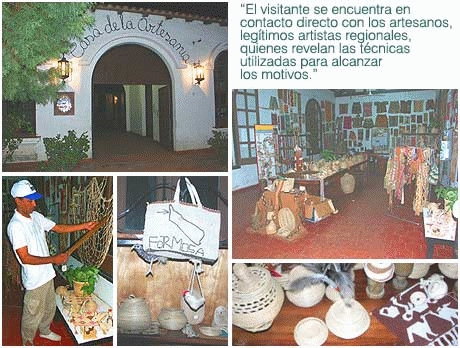 “El visitante se encuentra en
contacto directo con los artesanos,
legítimos artistas regionales,
quienes revelan las técnicas
utilizadas para alcanzar
los motivos.”
Casa de la Artesanía
FORMOSA